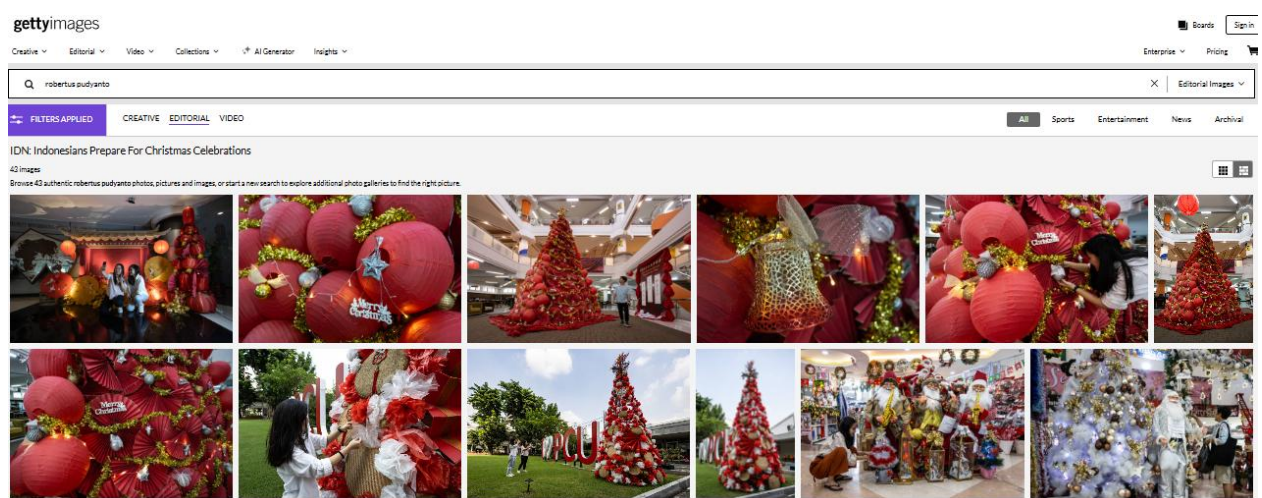 gettyimages
Boards Sign in
Creative Editorial Video Collections AI Generator Insights Enterprise Pricing
robertus pudyanto Editorial Images
FILTERS APPLIED CREATIVE EDITORIAL VIDEO All Sports Entertainment News Archival
IDN: Indonesians Prepare For Christmas Celebrations
43 images
Browse 43 authentic robertus pudyanto photos, pictures and images, or start a new search to explore additional photo galleries to find the right picture.
Merry Christmas
Merry Christmas
Merry Christmas